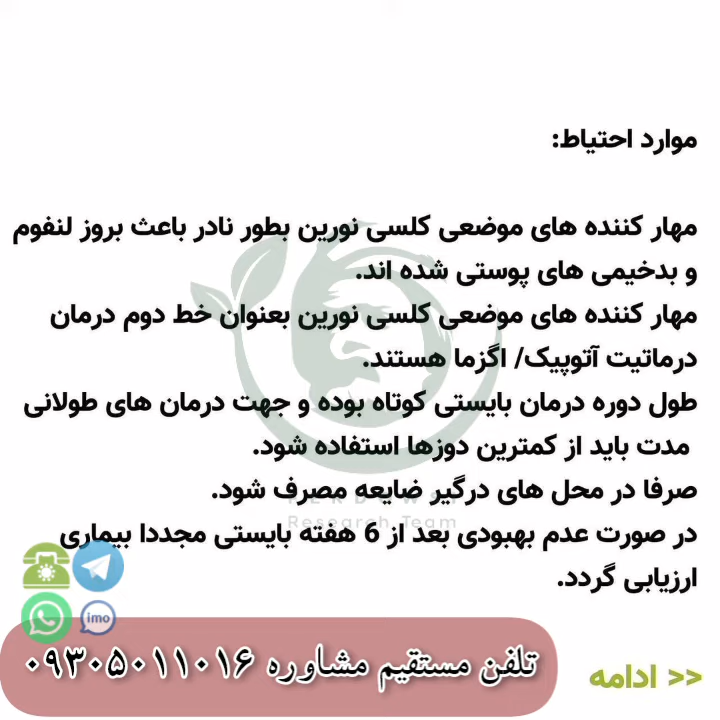 موارد احتیاط:
مهار کننده های موضعی کلسی نورین بطور نادر باعث بروز لنفوم
و بدخیمی های پوستی شده اند.
مهار کننده های موضعی کلسی نورین بعنوان خط دوم درمان
درماتیت آتوپیک/ اگزما هستند.
طول دوره درمان بایستی کوتاه بوده و جهت درمان های طولانی
مدت باید از کمترین دوزها استفاده شود.
صرفا در محل های درگیر ضایعه مصرف شود.
Research Team
در صورت عدم بهبودی بعد از 6 هفته بایستی مجددا بیماری
ارزیابی گردد.
imo
تلفن مستقیم مشاوره ۰۹۳۰۵۰۱۱۰۱۶
>> ادامه